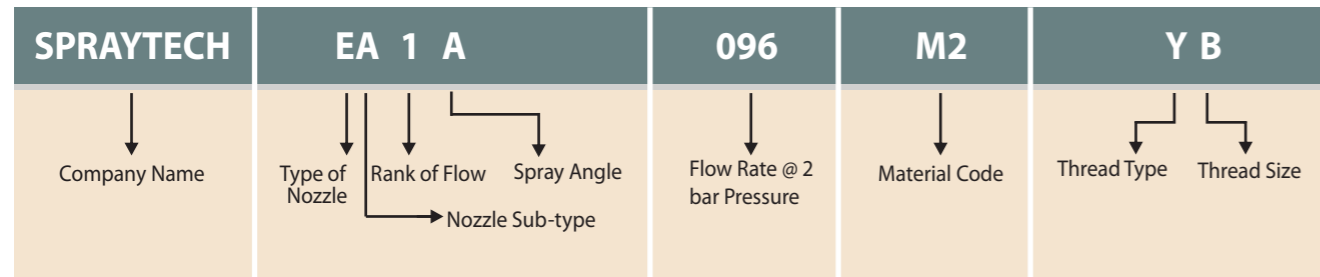 SPRAYTECH EA 1 A 096 M2 Y B
Company Name
Type of
Nozzle
Rank of Flow
Spray Angle
Nozzle Sub-type
Flow Rate @ 2
bar Pressure
Material Code
Thread Type
Thread Size